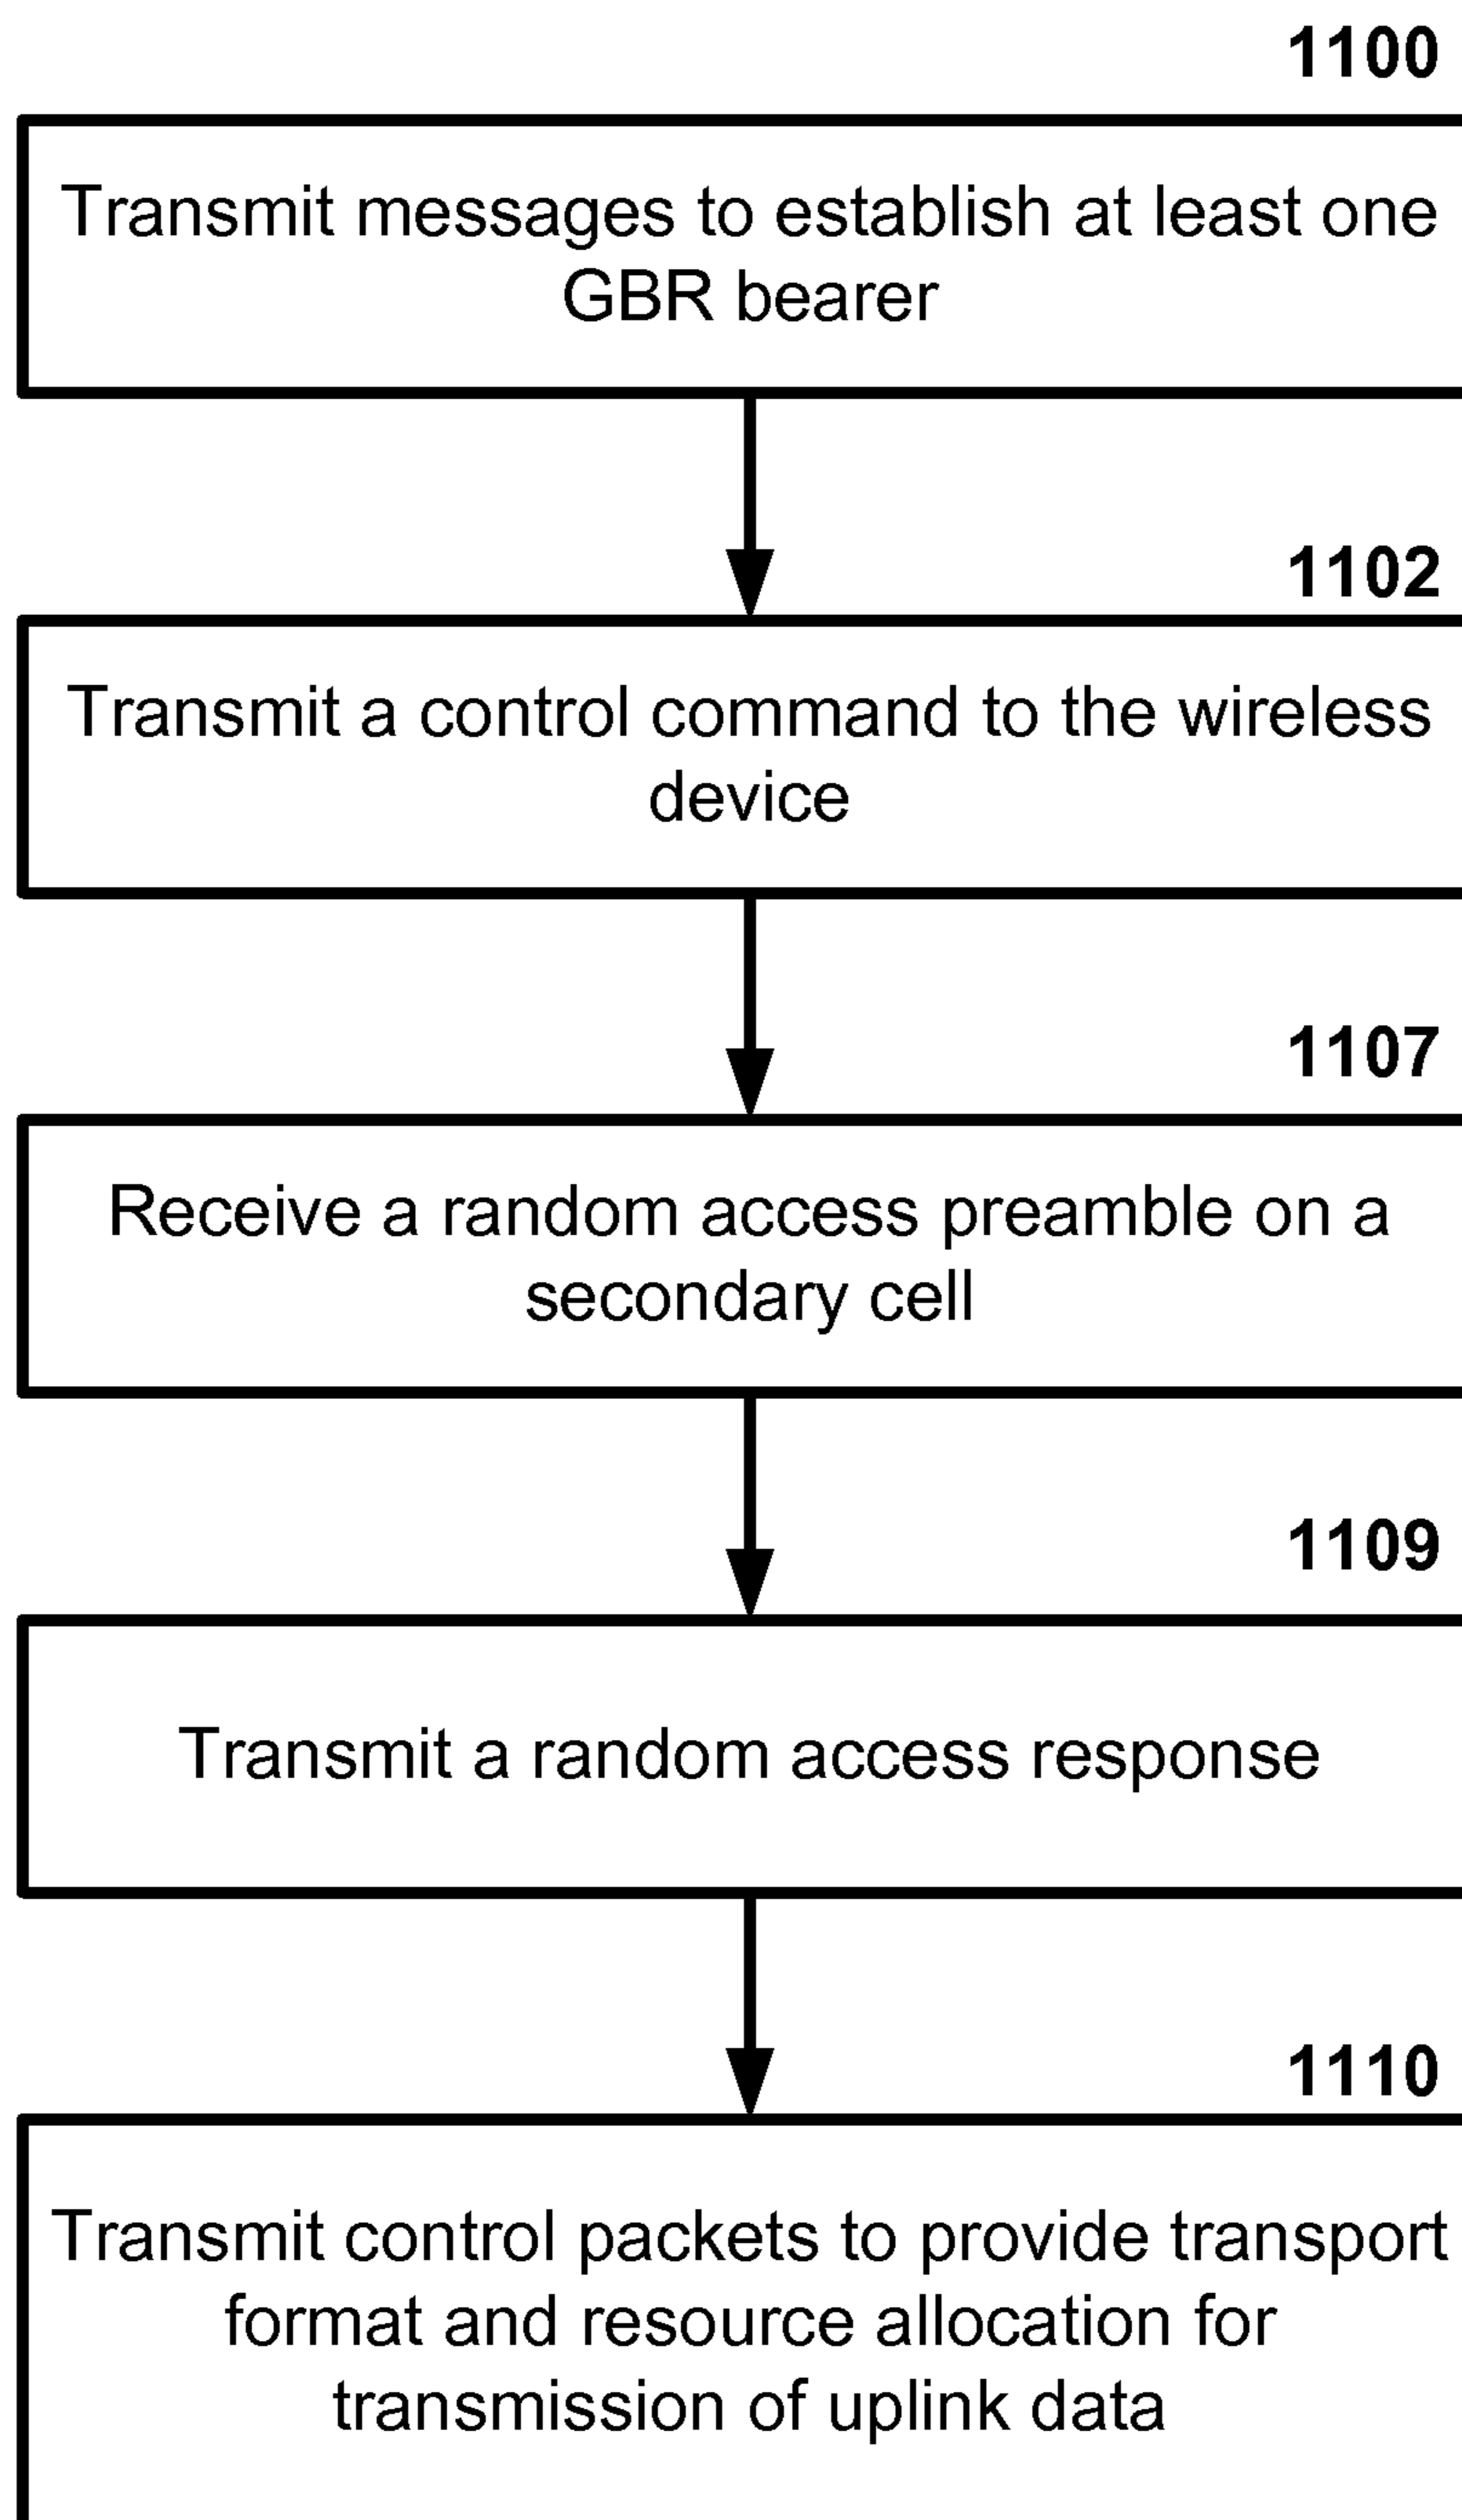 1100
Transmit messages to establish at least one
GBR bearer
1102
Transmit a control command to the wireless
device
1107
Receive a random access preamble on a
secondary cell
1109
Transmit a random access response
1110
Transmit control packets to provide transport
format and resource allocation for
transmission of uplink data